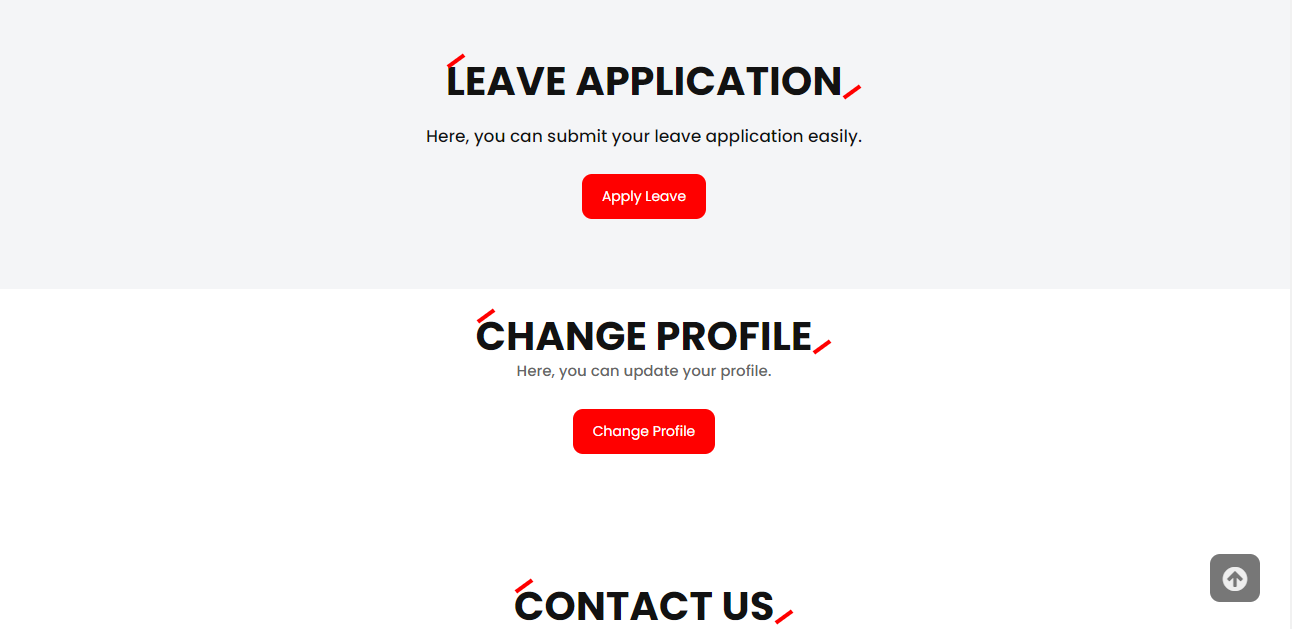 LEAVE APPLICATION
Here, you can submit your leave application easily.
Apply Leave
CHANGE PROFILE
Here, you can update your profile.
Change Profile
CONTACT US